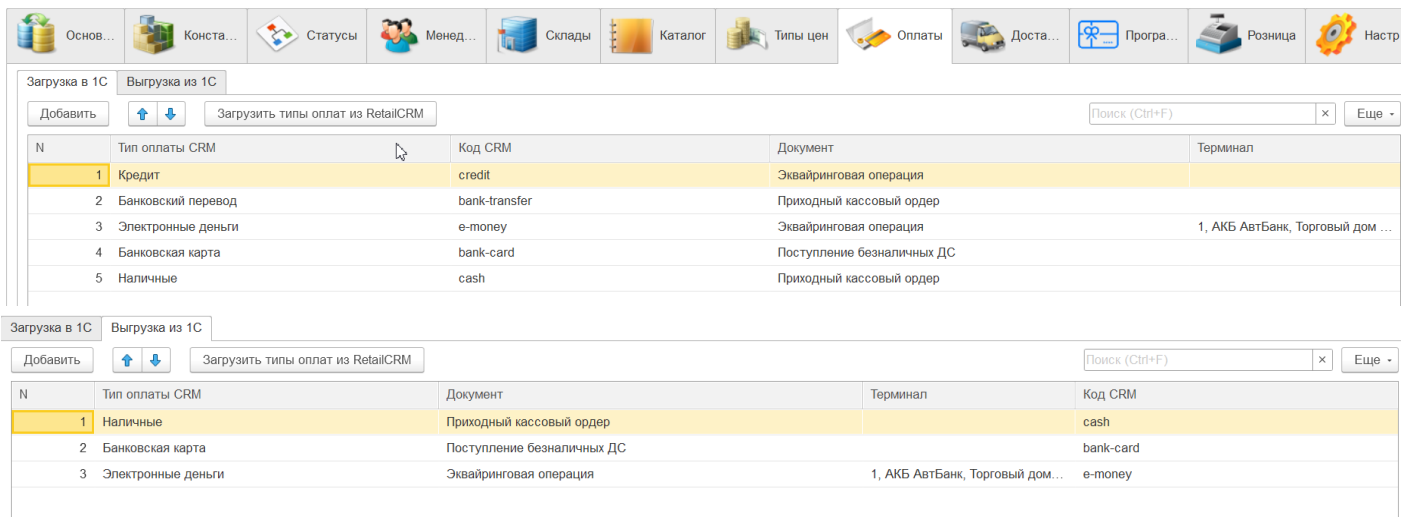 Основ... Конста... Статусы Менед... Склады Каталог Типы цен Оплаты Доста... Програ... Розница Настр
Загрузка в 1С Выгрузка из 1С
Добавить Загрузить типы оплат из RetailCRM Поиск (Ctrl+F) × Еще
N Тип оплаты CRM Код CRM Документ Терминал
1 Кредит credit Эквайринговая операция
2 Банковский перевод bank-transfer Приходный кассовый ордер
3 Электронные деньги e-money Эквайринговая операция 1, АКБ АвтБанк, Торговый дом ...
4 Банковская карта bank-card Поступление безналичных ДС
5 Наличные cash Приходный кассовый ордер
Загрузка в 1С Выгрузка из 1С
Добавить Загрузить типы оплат из RetailCRM Поиск (Ctrl+F) × Еще
N Тип оплаты CRM Документ Терминал Код CRM
1 Наличные Приходный кассовый ордер cash
2 Банковская карта Поступление безналичных ДС bank-card
3 Электронные деньги Эквайринговая операция 1, АКБ АвтБанк, Торговый дом... e-money